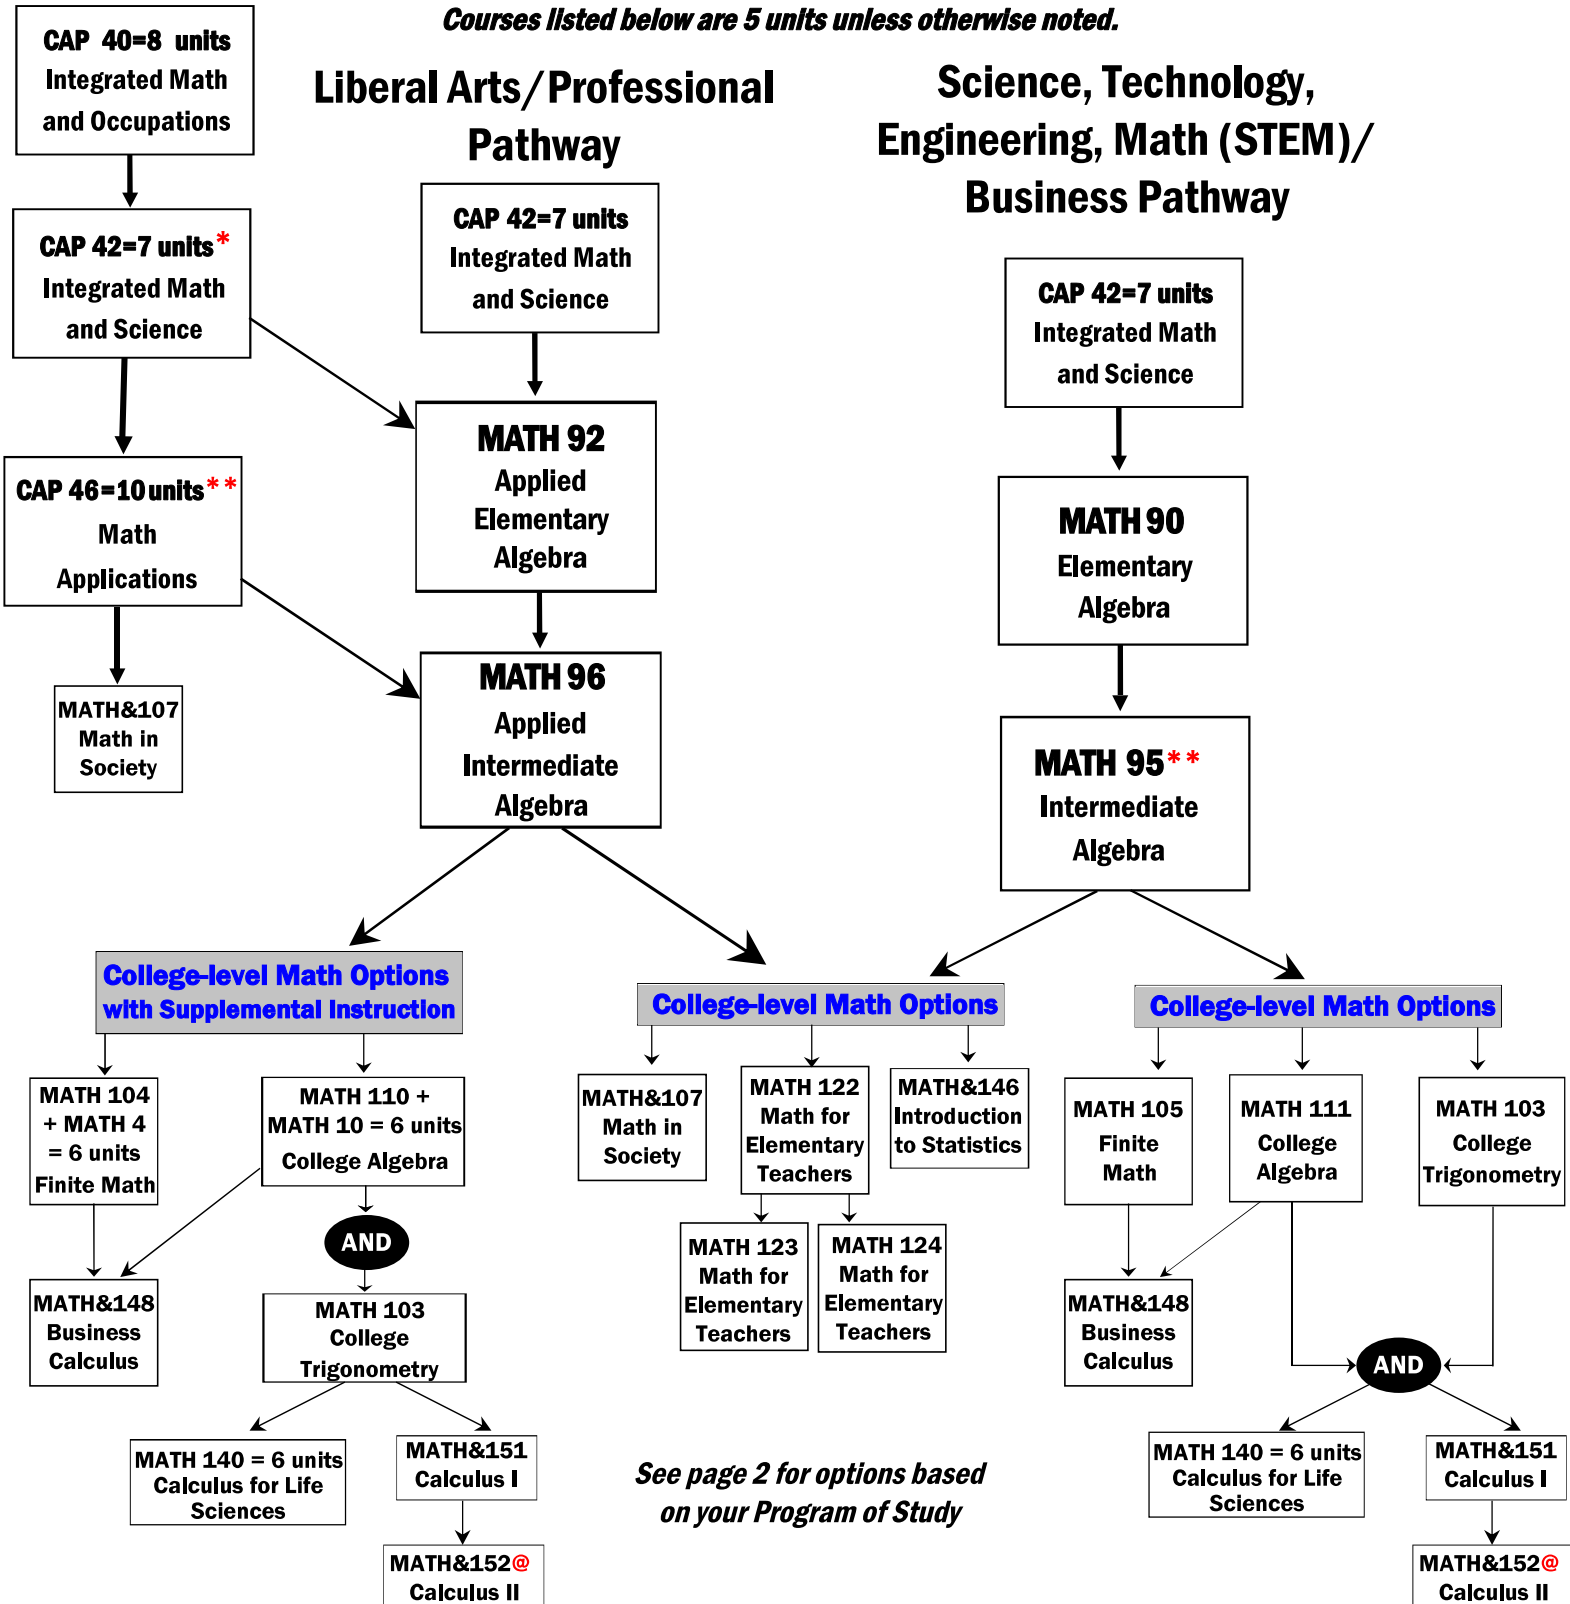 Courses listed below are 5 units unless otherwise noted.
CAP 40=8 units
Integrated Math
and Occupations
CAP 42=7 units*
Integrated Math
and Science
CAP 46=10 units**
Math
Applications
MATH&107
Math in
Society
Liberal Arts/Professional
Pathway
CAP 42=7 units
Integrated Math
and Science
MATH 92
Applied
Elementary
Algebra
MATH 96
Applied
Intermediate
Algebra
Science, Technology,
Engineering, Math (STEM)/
Business Pathway
CAP 42=7 units
Integrated Math
and Science
MATH 90
Elementary
Algebra
MATH 95**
Intermediate
Algebra
College-level Math Options
with Supplemental Instruction
MATH 104
+ MATH 4
= 6 units
Finite Math
MATH 110 +
MATH 10 = 6 units
College Algebra
AND
MATH&148
Business
Calculus
MATH 103
College
Trigonometry
MATH 140 = 6 units
Calculus for Life
Sciences
MATH&151
Calculus I
MATH&152@
Calculus II
College-level Math Options
MATH&107
Math in
Society
MATH 122
Math for
Elementary
Teachers
MATH&146
Introduction
to Statistics
MATH 123
Math for
Elementary
Teachers
MATH 124
Math for
Elementary
Teachers
See page 2 for options based
on your Program of Study
College-level Math Options
MATH 105
Finite
Math
MATH 111
College
Algebra
MATH 103
College
Trigonometry
MATH&148
Business
Calculus
AND
MATH 140 = 6 units
Calculus for Life
Sciences
MATH&151
Calculus I
MATH&152@
Calculus II